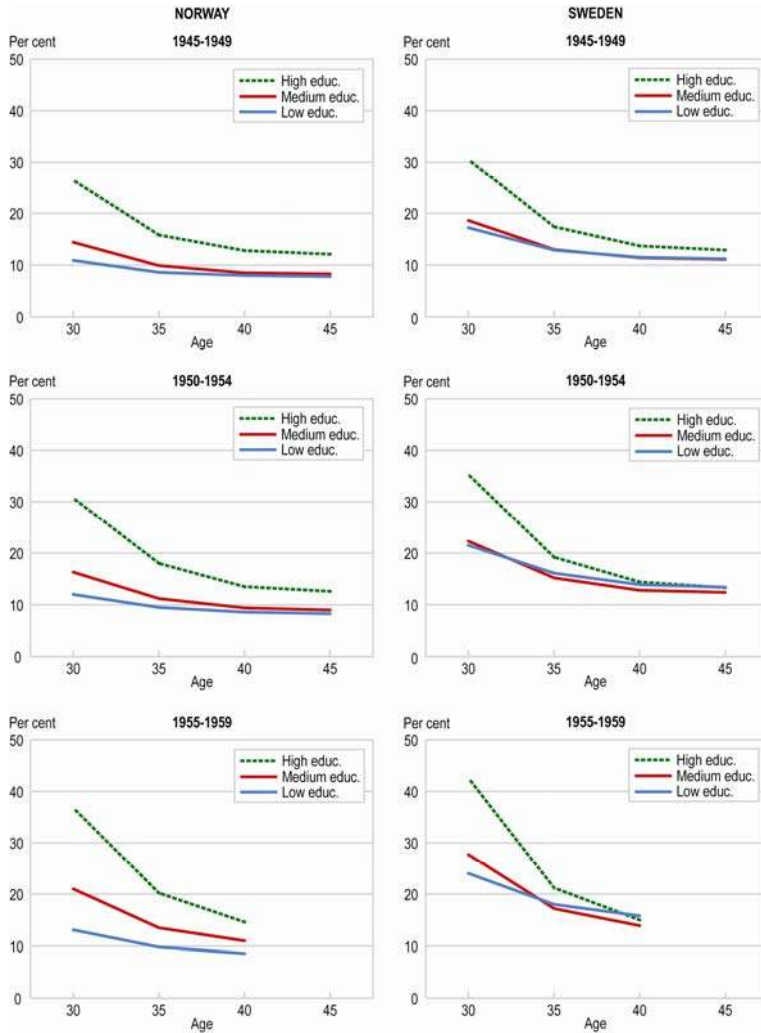 NORWAY
SWEDEN
Per cent
1945-1949
50
40
30
20
10
0
High educ.
Medium educ.
Low educ.
30 35 40 45
Age
Per cent
1945-1949
50
40
30
20
10
0
High educ.
Medium educ.
Low educ.
30 35 40 45
Age
Per cent
1950-1954
50
40
30
20
10
0
High educ.
Medium educ.
Low educ.
30 35 40 45
Age
Per cent
1950-1954
50
40
30
20
10
0
High educ.
Medium educ.
Low educ.
30 35 40 45
Age
Per cent
1955-1959
50
40
30
20
10
0
High educ.
Medium educ.
Low educ.
30 35 40 45
Age
Per cent
1955-1959
50
40
30
20
10
0
High educ.
Medium educ.
Low educ.
30 35 40 45
Age